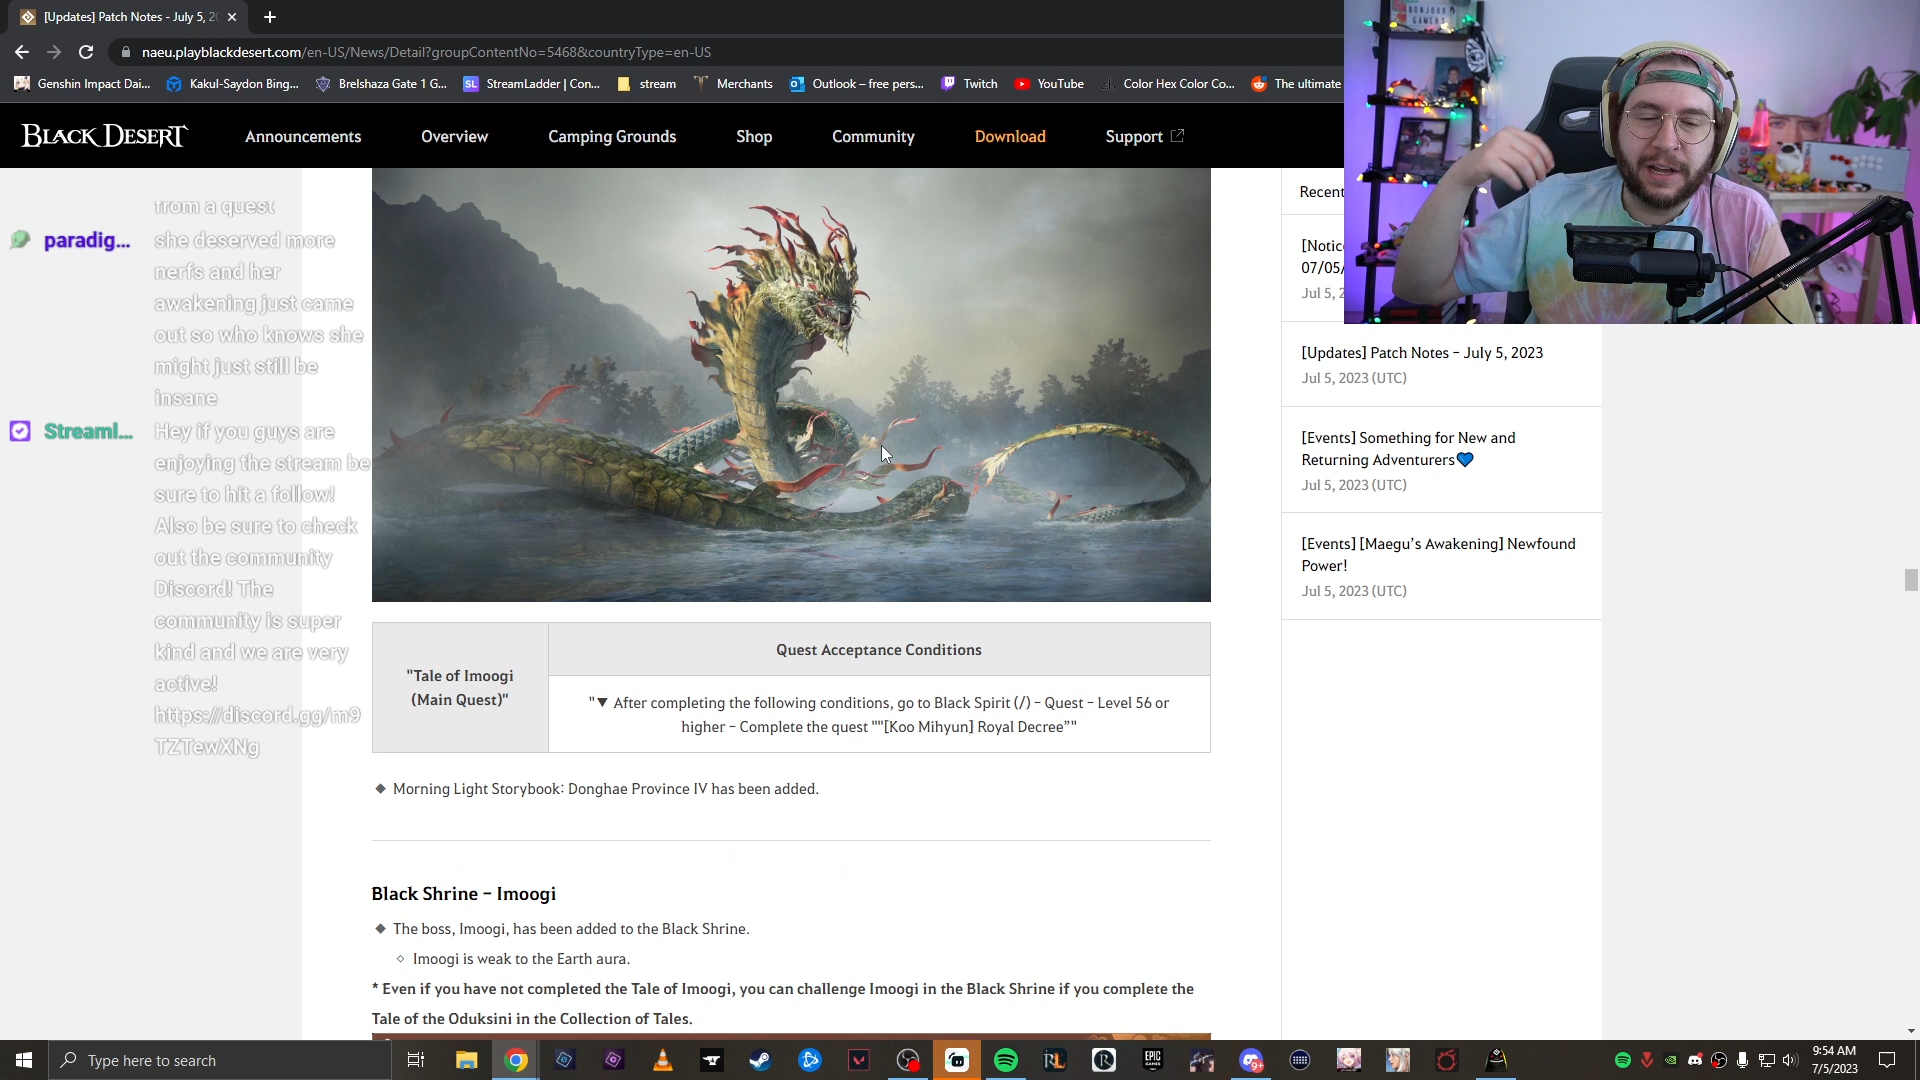 [Updates] Patch Notes - July 5, 2
naeu.playblackdesert.com/en-US/News/Detail?groupContentNo=5468&countryType=en-US
Genshin Impact Dai... Kakul-Saydon Bing... Brelshaza Gate 1 G... StreamLadder | Con... stream Merchants Outlook – free pers... Twitch YouTube Color Hex Color Co... The ultimate
BLACK DESERT Announcements Overview Camping Grounds Shop Community Download Support
from a quest
paradig... she deserved more
nerfs and her
awakening just came
out so who knows she
might just still be
insane
Streaml... Hey if you guys are
enjoying the stream be
sure to hit a follow!
Also be sure to check
out the community
Discord! The
community is super
kind and we are very
active!
https://discord.gg/m9
TZTewXNg
"Tale of Imoogi
(Main Quest)"
Quest Acceptance Conditions
"▼ After completing the following conditions, go to Black Spirit (/) – Quest – Level 56 or
higher – Complete the quest ""[Koo Mihyun] Royal Decree”"
◆ Morning Light Storybook: Donghae Province IV has been added.
Black Shrine – Imoogi
◆ The boss, Imoogi, has been added to the Black Shrine.
◇ Imoogi is weak to the Earth aura.
* Even if you have not completed the Tale of Imoogi, you can challenge Imoogi in the Black Shrine if you complete the
Tale of the Oduksini in the Collection of Tales.
Recent
[Notic
07/05/
Jul 5, 2
[Updates] Patch Notes – July 5, 2023
Jul 5, 2023 (UTC)
[Events] Something for New and
Returning Adventurers💙
Jul 5, 2023 (UTC)
[Events] [Maegu’s Awakening] Newfound
Power!
Jul 5, 2023 (UTC)
BONJOUR
GAMERS
Type here to search
EPIC
GAMES
9+
9:54 AM
7/5/2023